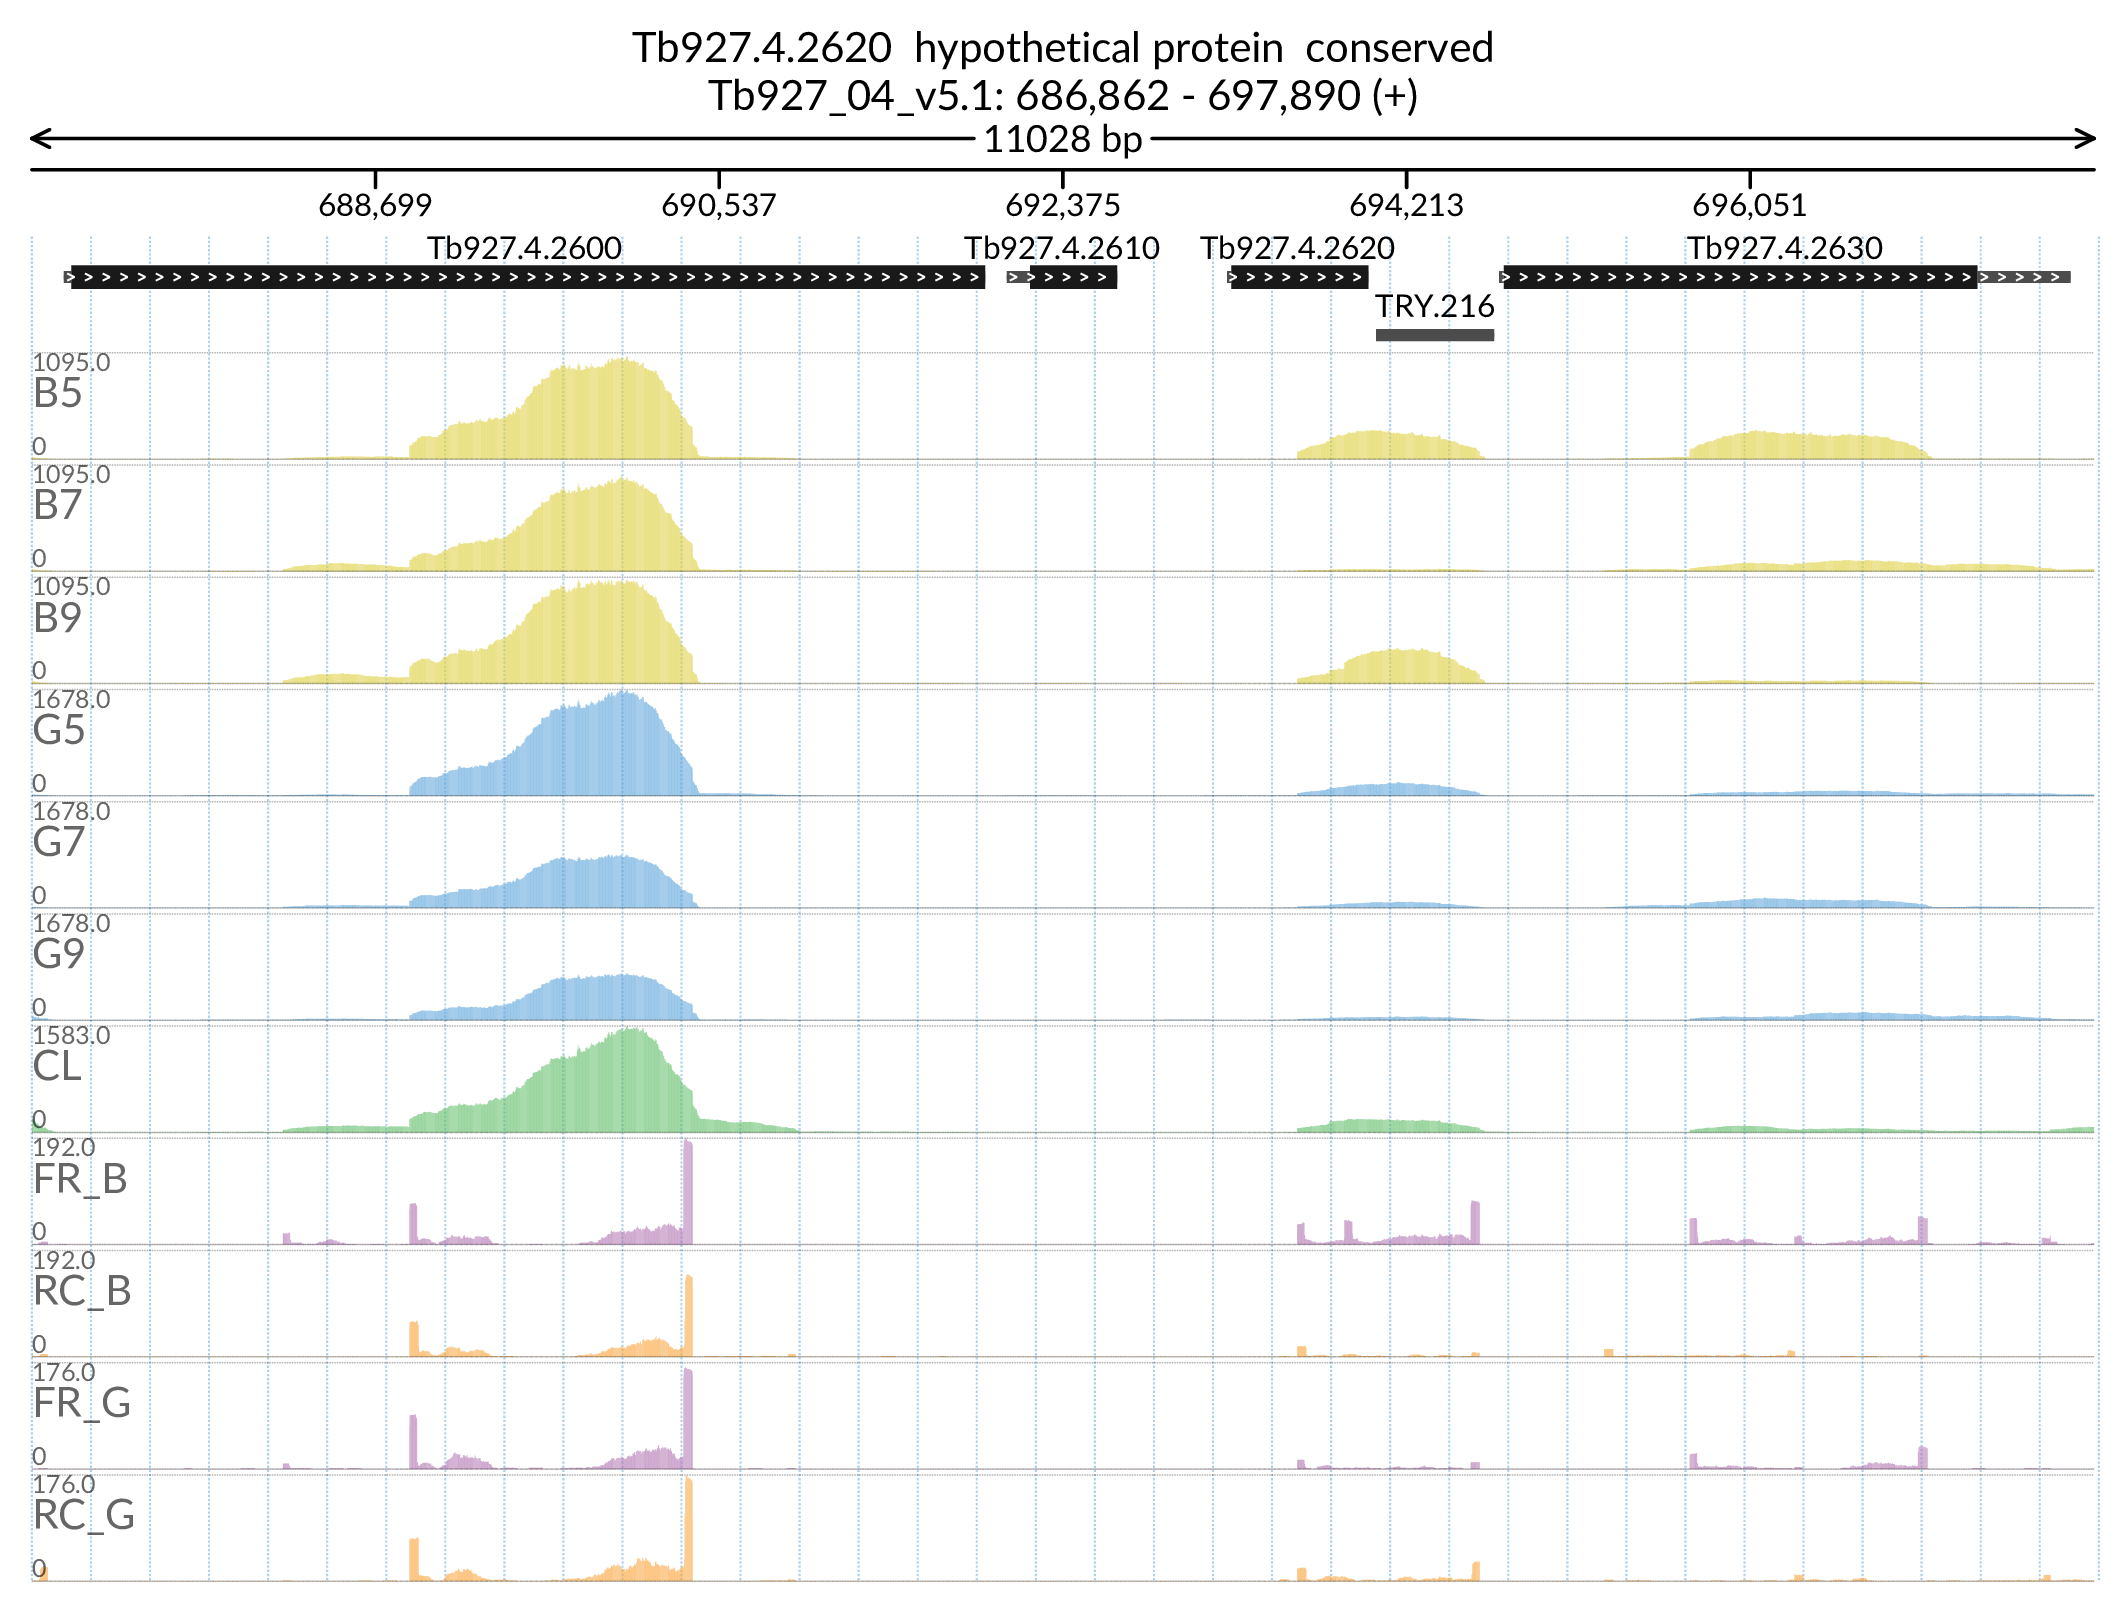 Tb927.4.2620  hypothetical protein  conserved
Tb927_04_v5.1: 686,862 - 697,890 (+)
11028 bp
688,699 690,537 692,375 694,213 696,051
Tb927.4.2600 Tb927.4.2610 Tb927.4.2620 Tb927.4.2630
TRY.216
1095.0
B5
0
1095.0
B7
0
1095.0
B9
0
1678.0
G5
0
1678.0
G7
0
1678.0
G9
0
1583.0
CL
0
192.0
FR_B
0
192.0
RC_B
0
176.0
FR_G
0
176.0
RC_G
0